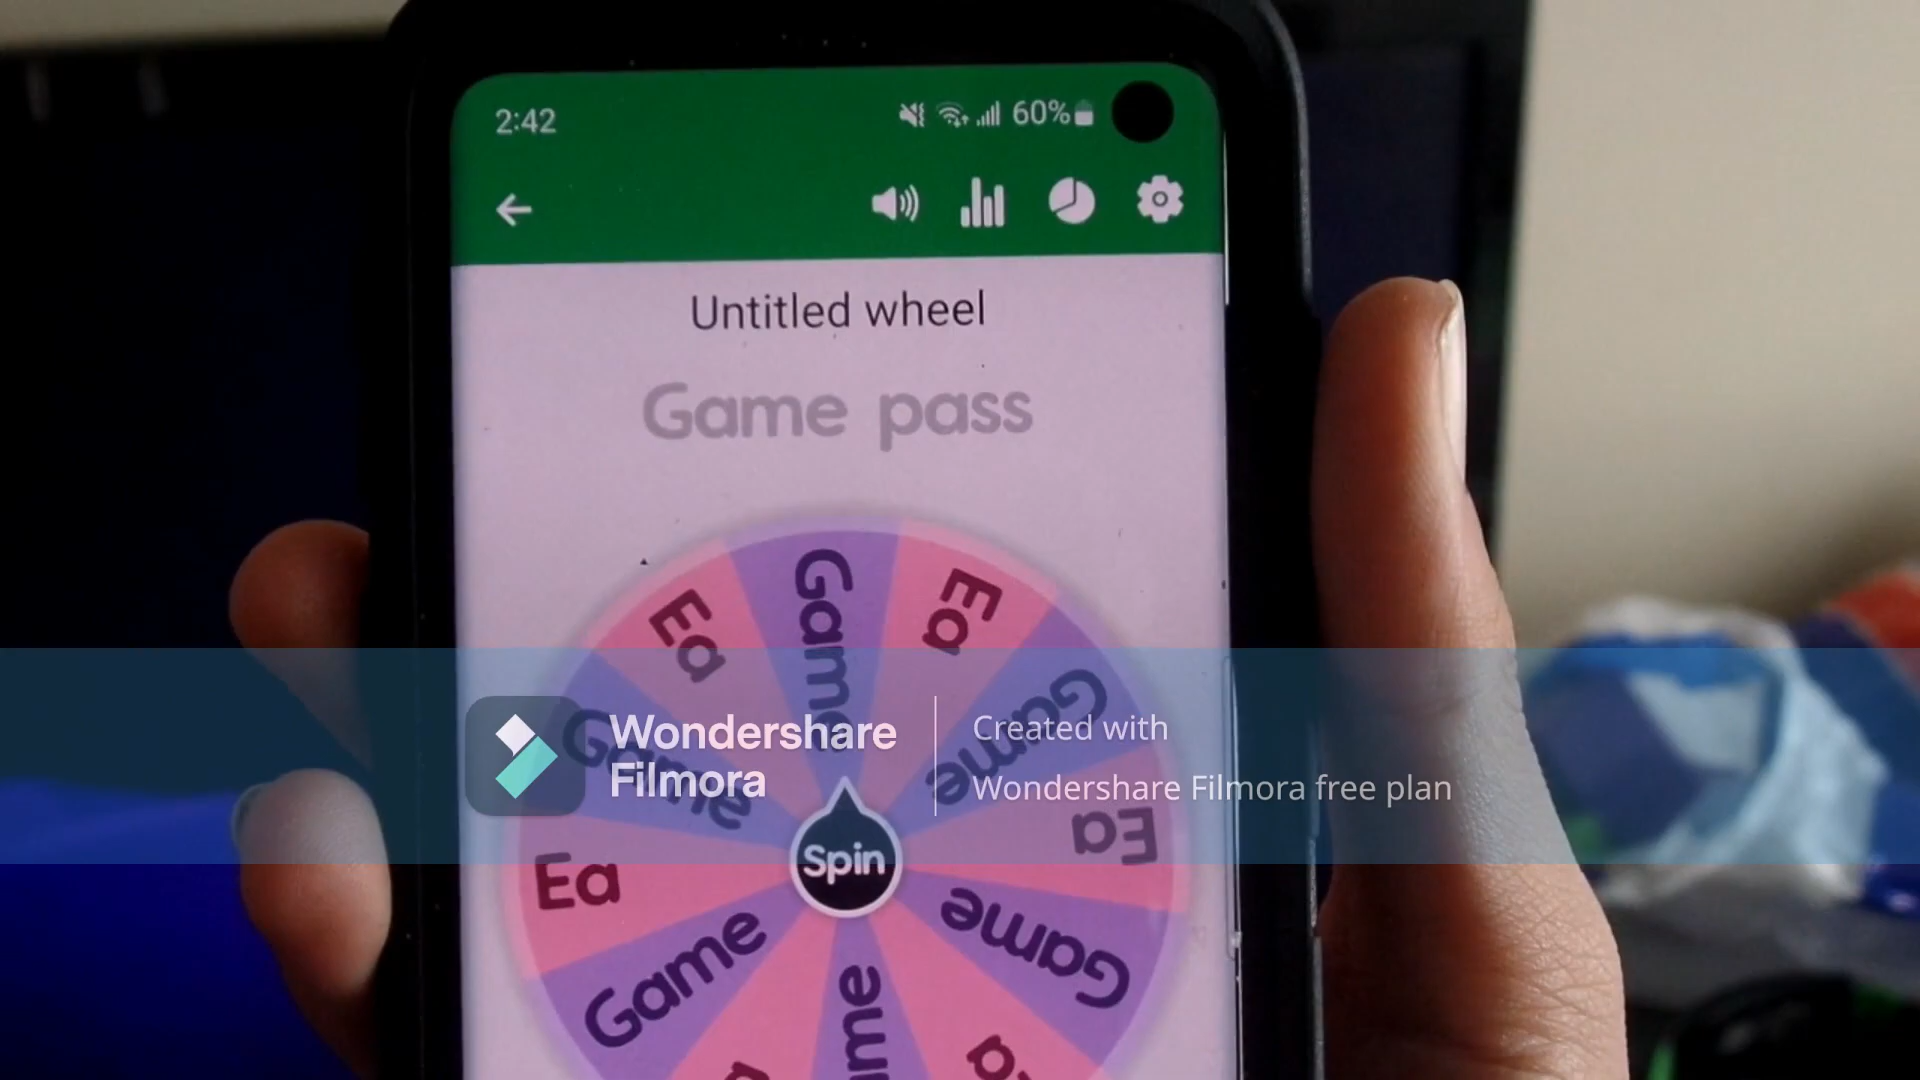 2:42
60%
Untitled wheel
Game pass
Game
Ea
Ea
Game
Game
Ea
Ea
Game
Game
Spin
Wondershare
Filmora
Created with
Wondershare Filmora free plan